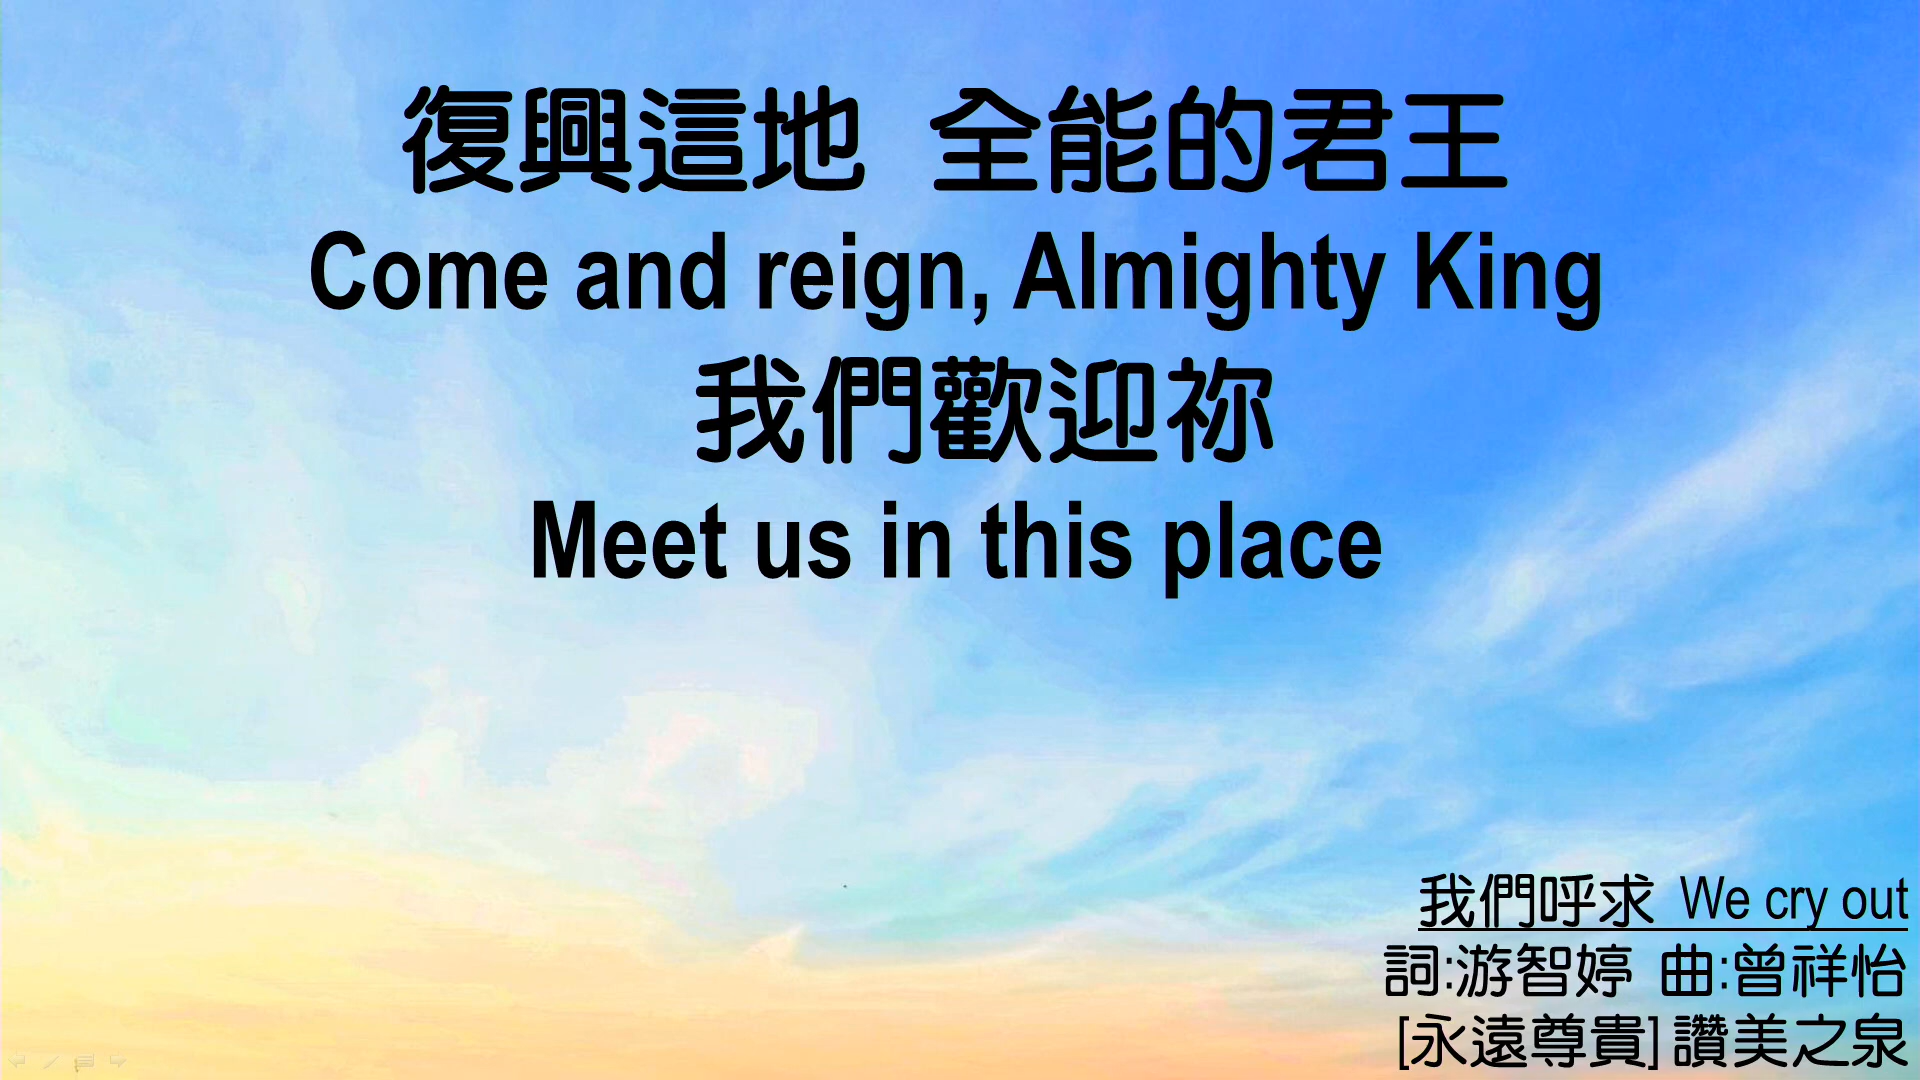 復興這地 全能的君王
Come and reign, Almighty King
我們歡迎祢
Meet us in this place
我們呼求 We cry out
詞:游智婷 曲:曾祥怡
[永遠尊貴] 讚美之泉